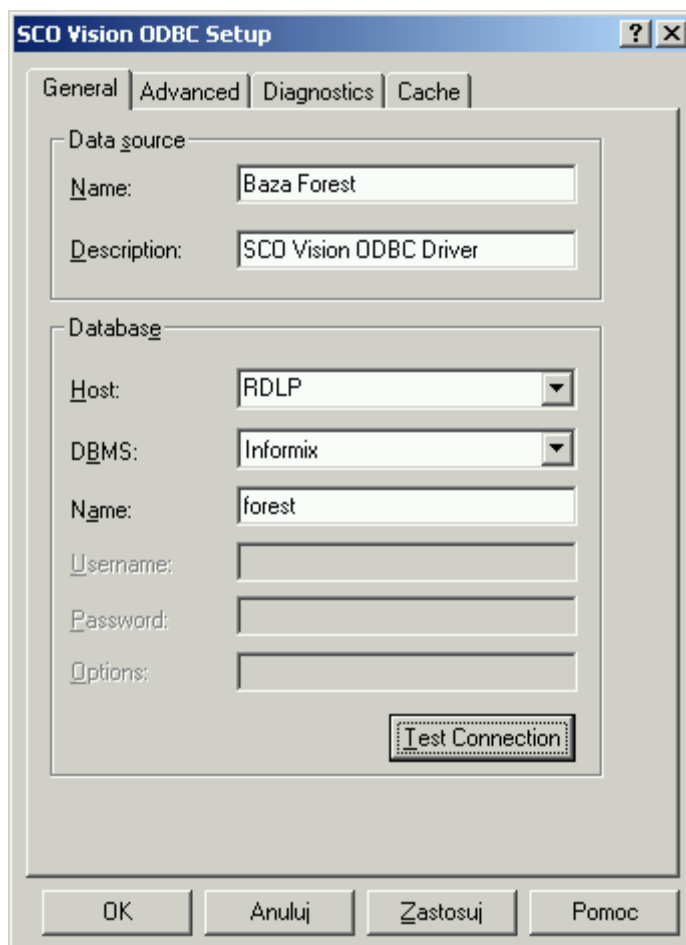 SCO Vision ODBC Setup
General Advanced Diagnostics Cache
Data source
Name: Baza Forest
Description: SCO Vision ODBC Driver
Database
Host: RDLP
DBMS: Informix
Name: forest
Username:
Password:
Options:
Test Connection
OK Anuluj Zastosuj Pomoc